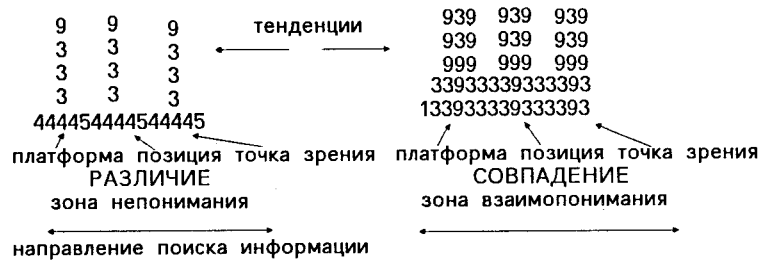 9 9 9 тенденции 939 939 939
3 3 3 939 939 939
3 3 3 999 999 999
3 3 3 339333339333393
444454444544445 1339333339333393
платформа позиция точка зрения платформа позиция точка зрения
РАЗЛИЧИЕ СОВПАДЕНИЕ
зона непонимания зона взаимопонимания
направление поиска информации